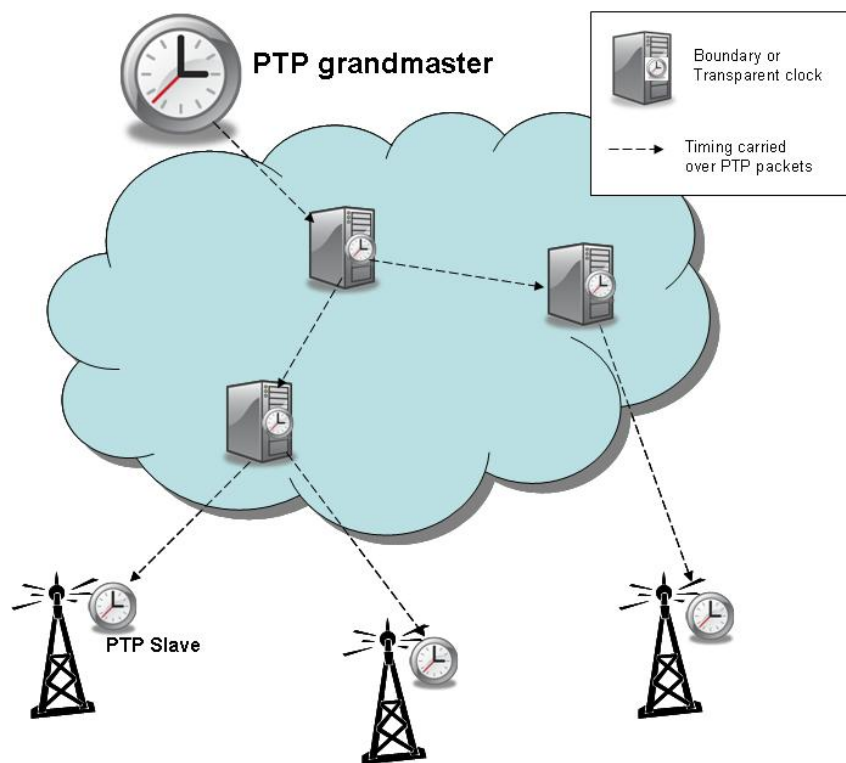 PTP grandmaster
Boundary or
Transparent clock
Timing carried
over PTP packets
PTP Slave